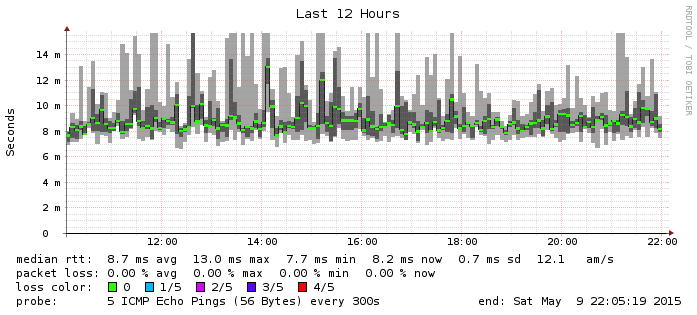 Last 12 Hours
RRDTOOL / TOBI OETIKER
Seconds
14 m
12 m
10 m
8 m
6 m
4 m
2 m
0
12:00 14:00 16:00 18:00 20:00 22:00
median rtt: 8.7 ms avg 13.0 ms max 7.7 ms min 8.2 ms now 0.7 ms sd 12.1 am/s
packet loss: 0.00 % avg 0.00 % max 0.00 % min 0.00 % now
loss color: 0 1/5 2/5 3/5 4/5
probe: 5 ICMP Echo Pings (56 Bytes) every 300s end: Sat May 9 22:05:19 2015